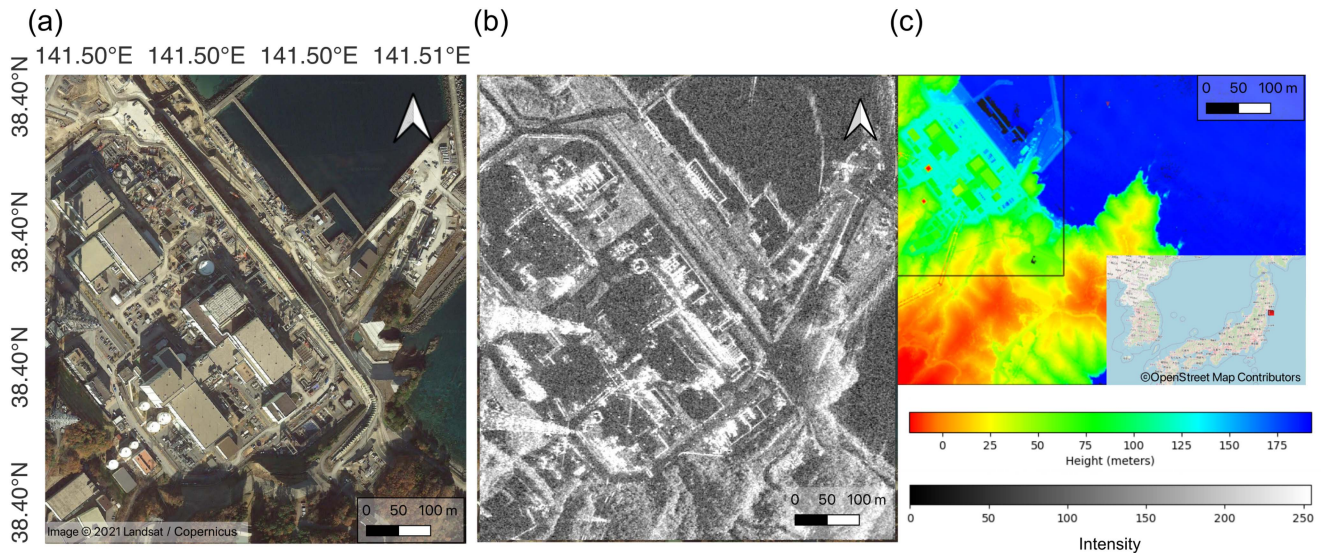 (a)
(b)
(c)
141.50°E 141.50°E 141.50°E 141.51°E
38.40°N
38.40°N
38.40°N
38.40°N
38.40°N
0 50 100 m
Image © 2021 Landsat / Copernicus
0 50 100 m
0 50 100 m
©OpenStreet Map Contributors
0 25 50 75 100 125 150 175
Height (meters)
0 50 100 150 200 250
Intensity